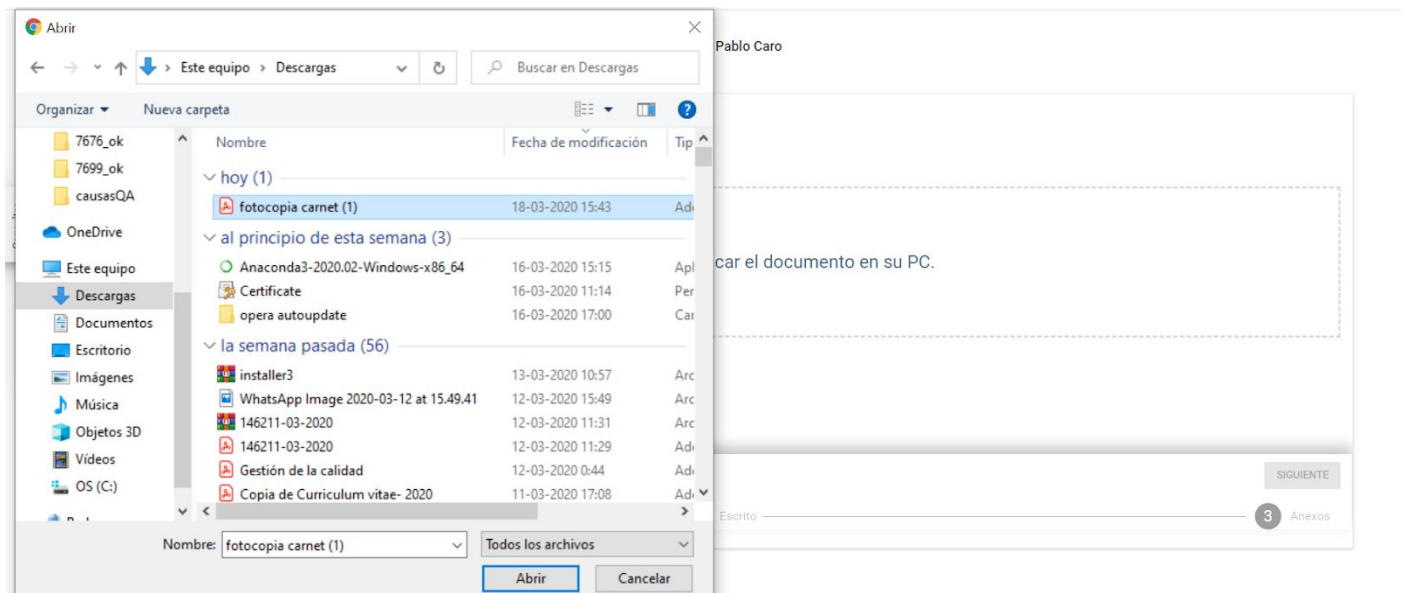 Abrir
Pablo Caro
Este equipo > Descargas
Buscar en Descargas
Organizar
Nueva carpeta
Nombre
Fecha de modificación
Tip
7676_ok
7699_ok
causasQA
OneDrive
Este equipo
Descargas
Documentos
Escritorio
Imágenes
Música
Objetos 3D
Vídeos
OS (C:)
hoy (1)
fotocopia carnet (1) 18-03-2020 15:43
al principio de esta semana (3)
Anaconda3-2020.02-Windows-x86_64 16-03-2020 15:15 Apl
Certificate 16-03-2020 11:14 Per
opera autoupdate 16-03-2020 17:00 Car
la semana pasada (56)
installer3 13-03-2020 10:57 Arc
WhatsApp Image 2020-03-12 at 15.49.41 12-03-2020 15:49 Arc
146211-03-2020 12-03-2020 11:31 Arc
146211-03-2020 12-03-2020 11:29
Gestión de la calidad 12-03-2020 0:44
Copia de Curriculum vitae- 2020 11-03-2020 17:08
Nombre: fotocopia carnet (1)
Todos los archivos
Abrir
Cancelar
car el documento en su PC.
SIGUIENTE
Escrito
3 Anexos